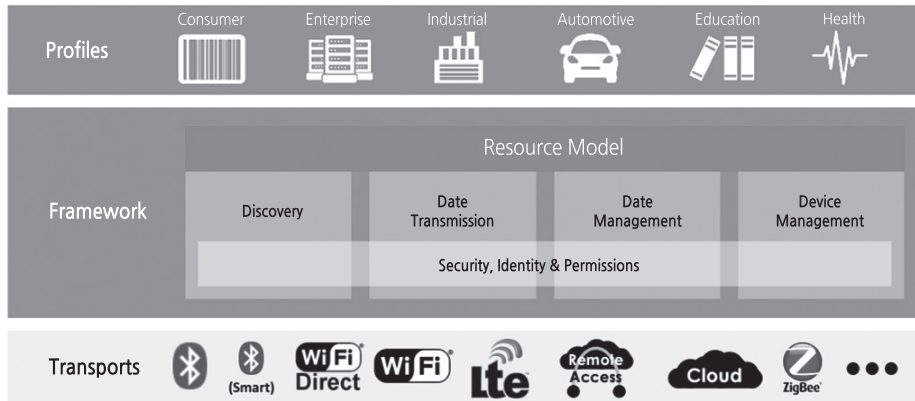 Consumer Enterprise Industrial Automotive Education Health
Profiles
Resource Model
Framework
Discovery
Date
Transmission
Date
Management
Device
Management
Security, Identity & Permissions
Transports
(Smart)
WiFi
Direct
WiFi
Lte
Remote
Access
Cloud
ZigBee